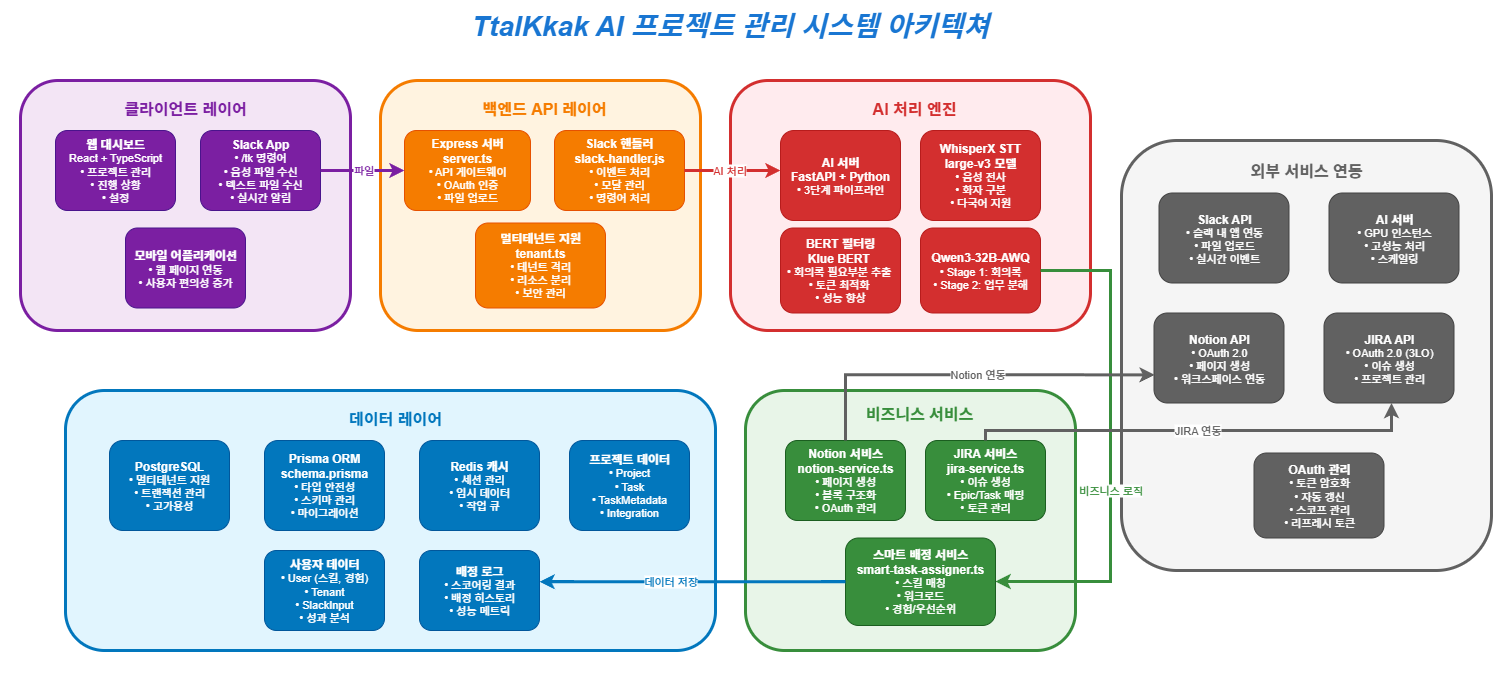 TtalKkak AI 프로젝트 관리 시스템 아키텍쳐
클라이언트 레이어
웹 대시보드
React + TypeScript
• 프로젝트 관리
• 진행 상황
• 설정
Slack App
• /tk 명령어
• 음성 파일 수신
• 텍스트 파일 수신
• 실시간 알림
모바일 어플리케이션
• 웹 페이지 연동
• 사용자 편의성 증가
파일
백엔드 API 레이어
Express 서버
server.ts
• API 게이트웨이
• OAuth 인증
• 파일 업로드
Slack 핸들러
slack-handler.js
• 이벤트 처리
• 모달 관리
• 명령어 처리
멀티테넌트 지원
tenant.ts
• 테넌트 격리
• 리소스 분리
• 보안 관리
AI 처리
AI 처리 엔진
AI 서버
FastAPI + Python
• 3단계 파이프라인
WhisperX STT
large-v3 모델
• 음성 전사
• 화자 구분
• 다국어 지원
BERT 필터링
Klue BERT
• 회의록 필요부분 추출
• 토큰 최적화
• 성능 향상
Qwen3-32B-AWQ
• Stage 1: 회의록
• Stage 2: 업무 분해
외부 서비스 연동
Slack API
• 슬랙 내 앱 연동
• 파일 업로드
• 실시간 이벤트
AI 서버
• GPU 인스턴스
• 고성능 처리
• 스케일링
Notion API
• OAuth 2.0
• 페이지 생성
• 워크스페이스 연동
JIRA API
• OAuth 2.0 (3LO)
• 이슈 생성
• 프로젝트 관리
OAuth 관리
• 토큰 암호화
• 자동 갱신
• 스코프 관리
• 리프레시 토큰
Notion 연동
JIRA 연동
비즈니스 로직
데이터 레이어
PostgreSQL
• 멀티테넌트 지원
• 트랜잭션 관리
• 고가용성
Prisma ORM
schema.prisma
• 타입 안전성
• 스키마 관리
• 마이그레이션
Redis 캐시
• 세션 관리
• 임시 데이터
• 작업 큐
프로젝트 데이터
• Project
• Task
• TaskMetadata
• Integration
사용자 데이터
• User (스킬, 경험)
• Tenant
• SlackInput
• 성과 분석
배정 로그
• 스코어링 결과
• 배정 히스토리
• 성능 메트릭
데이터 저장
비즈니스 서비스
Notion 서비스
notion-service.ts
• 페이지 생성
• 블록 구조화
• OAuth 관리
JIRA 서비스
jira-service.ts
• 이슈 생성
• Epic/Task 매핑
• 토큰 관리
스마트 배정 서비스
smart-task-assigner.ts
• 스킬 매칭
• 워크로드
• 경험/우선순위